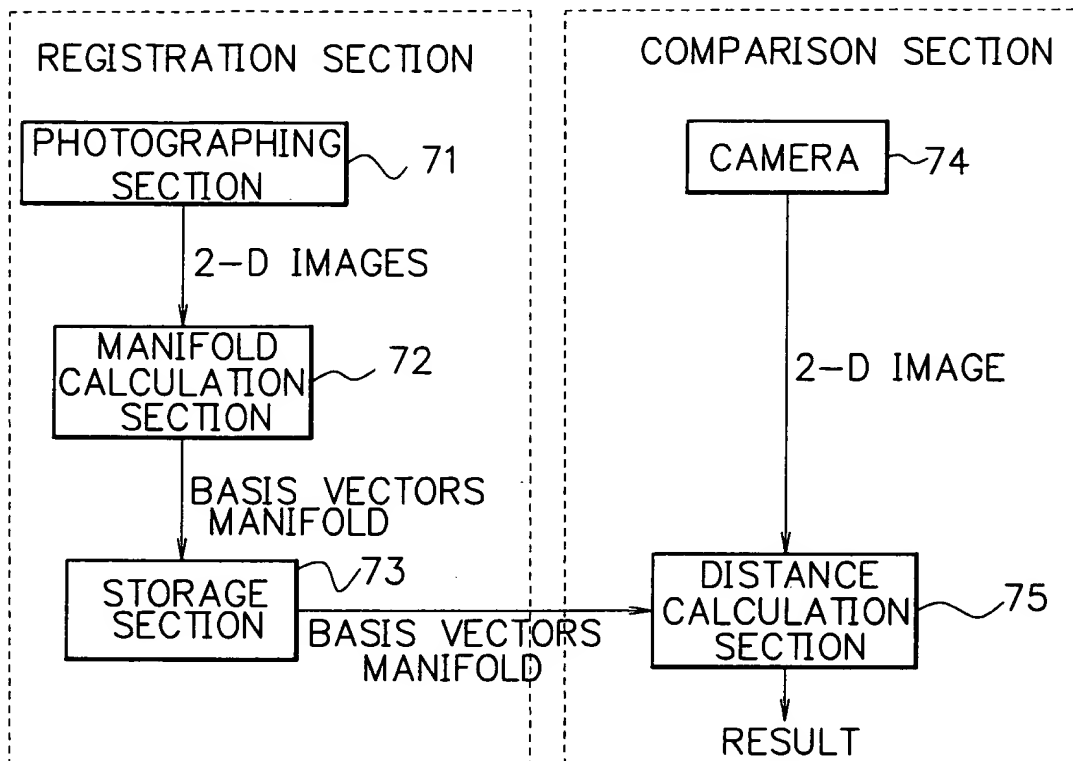 REGISTRATION SECTION
PHOTOGRAPHING
SECTION
71
2-D IMAGES
MANIFOLD
CALCULATION
SECTION
72
BASIS VECTORS
MANIFOLD
STORAGE
SECTION
73
BASIS VECTORS
MANIFOLD
COMPARISON SECTION
CAMERA
74
2-D IMAGE
DISTANCE
CALCULATION
SECTION
75
RESULT